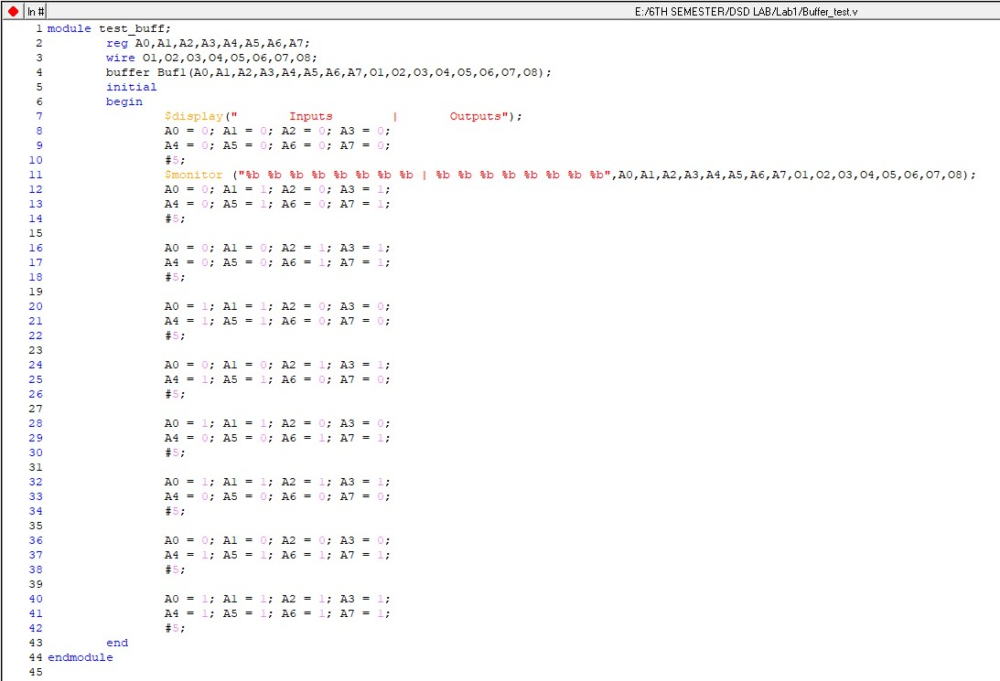 ln # E:/6TH SEMESTER/DSD LAB/Lab1/Buffer_test.v
1 module test_buff;
2 reg A0,A1,A2,A3,A4,A5,A6,A7;
3 wire O1,O2,O3,O4,O5,O6,O7,O8;
4 buffer Buf1(A0,A1,A2,A3,A4,A5,A6,A7,O1,O2,O3,O4,O5,O6,O7,O8);
5 initial
6 begin
7 $display(" Inputs | Outputs");
8 A0 = 0; A1 = 0; A2 = 0; A3 = 0;
9 A4 = 0; A5 = 0; A6 = 0; A7 = 0;
10 #5;
11 $monitor ("%b %b %b %b %b %b %b %b | %b %b %b %b %b %b %b %b",A0,A1,A2,A3,A4,A5,A6,A7,O1,O2,O3,O4,O5,O6,O7,O8);
12 A0 = 0; A1 = 1; A2 = 0; A3 = 1;
13 A4 = 0; A5 = 1; A6 = 0; A7 = 1;
14 #5;
15
16 A0 = 0; A1 = 0; A2 = 1; A3 = 1;
17 A4 = 0; A5 = 0; A6 = 1; A7 = 1;
18 #5;
19
20 A0 = 1; A1 = 1; A2 = 0; A3 = 0;
21 A4 = 1; A5 = 1; A6 = 0; A7 = 0;
22 #5;
23
24 A0 = 0; A1 = 0; A2 = 1; A3 = 1;
25 A4 = 1; A5 = 1; A6 = 0; A7 = 0;
26 #5;
27
28 A0 = 1; A1 = 1; A2 = 0; A3 = 0;
29 A4 = 0; A5 = 0; A6 = 1; A7 = 1;
30 #5;
31
32 A0 = 1; A1 = 1; A2 = 1; A3 = 1;
33 A4 = 0; A5 = 0; A6 = 0; A7 = 0;
34 #5;
35
36 A0 = 0; A1 = 0; A2 = 0; A3 = 0;
37 A4 = 1; A5 = 1; A6 = 1; A7 = 1;
38 #5;
39
40 A0 = 1; A1 = 1; A2 = 1; A3 = 1;
41 A4 = 1; A5 = 1; A6 = 1; A7 = 1;
42 #5;
43 end
44 endmodule
45